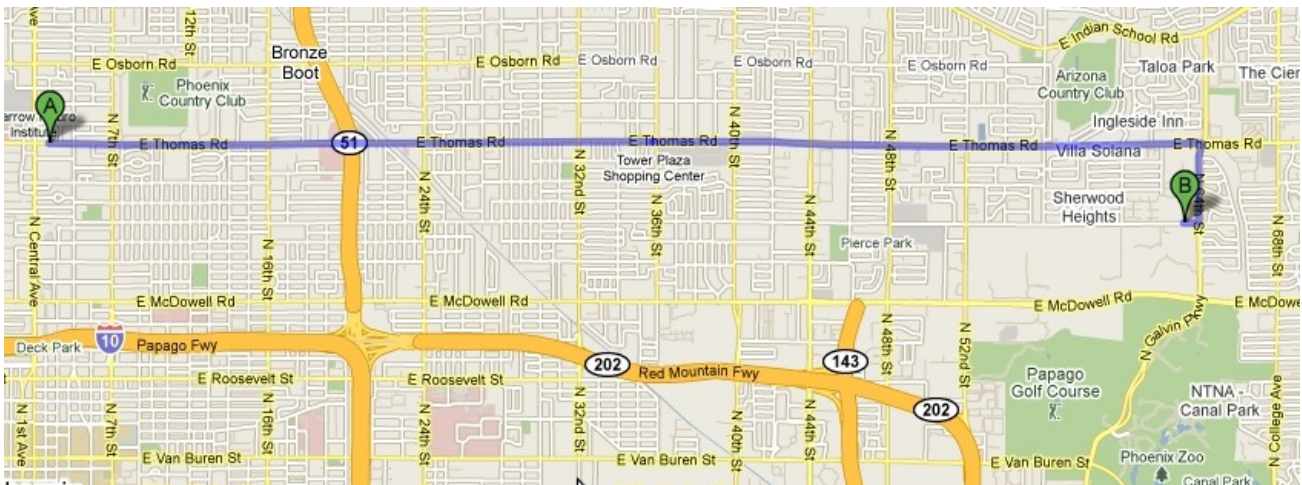 Ave
12th St
Bronze
Boot
E Osborn Rd
E Osborn Rd
E Osborn Rd
E Osborn Rd
E Osborn Rd
E Indian School Rd
Taloa Park
The
Arizona
Country Club
Phoenix
Country Club
Ingleside Inn
A
Institute
N 7th St
E Thomas Rd
51
E Thomas Rd
E Thomas Rd
E Thomas Rd
E Thomas Rd
Villa Solana
Tower Plaza
Shopping Center
N 40th St
N 48th St
N 32nd St
N 24th St
N 36th St
N 44th St
B
Sherwood
Heights
St
N 68th St
Pierce Park
N Central Ave
N 16th St
E McDowell Rd
E McDowell Rd
E McDowell Rd
E McDowe
N Galvin Pkwy
Deck Park
10
Papago Fwy
202
Red Mountain Fwy
143
N 48th St
N 52nd St
202
E Roosevelt St
E Roosevelt St
Papago
Golf Course
NTNA -
Canal Park
N 1st Ave
N 7th St
N 16th St
N 24th St
N 32nd St
N 40th St
N 44th St
N College Ave
E Van Buren St
E Van Buren St
E Van Buren St
Phoenix Zoo
Canal Park